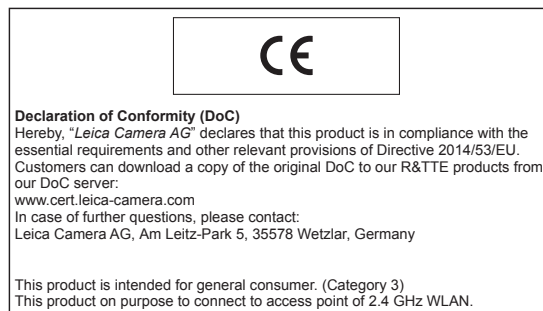 CE
Declaration of Conformity (DoC)
Hereby, “Leica Camera AG” declares that this product is in compliance with the
essential requirements and other relevant provisions of Directive 2014/53/EU.
Customers can download a copy of the original DoC to our R&TTE products from
our DoC server:
www.cert.leica-camera.com
In case of further questions, please contact:
Leica Camera AG, Am Leitz-Park 5, 35578 Wetzlar, Germany
This product is intended for general consumer. (Category 3)
This product on purpose to connect to access point of 2.4 GHz WLAN.